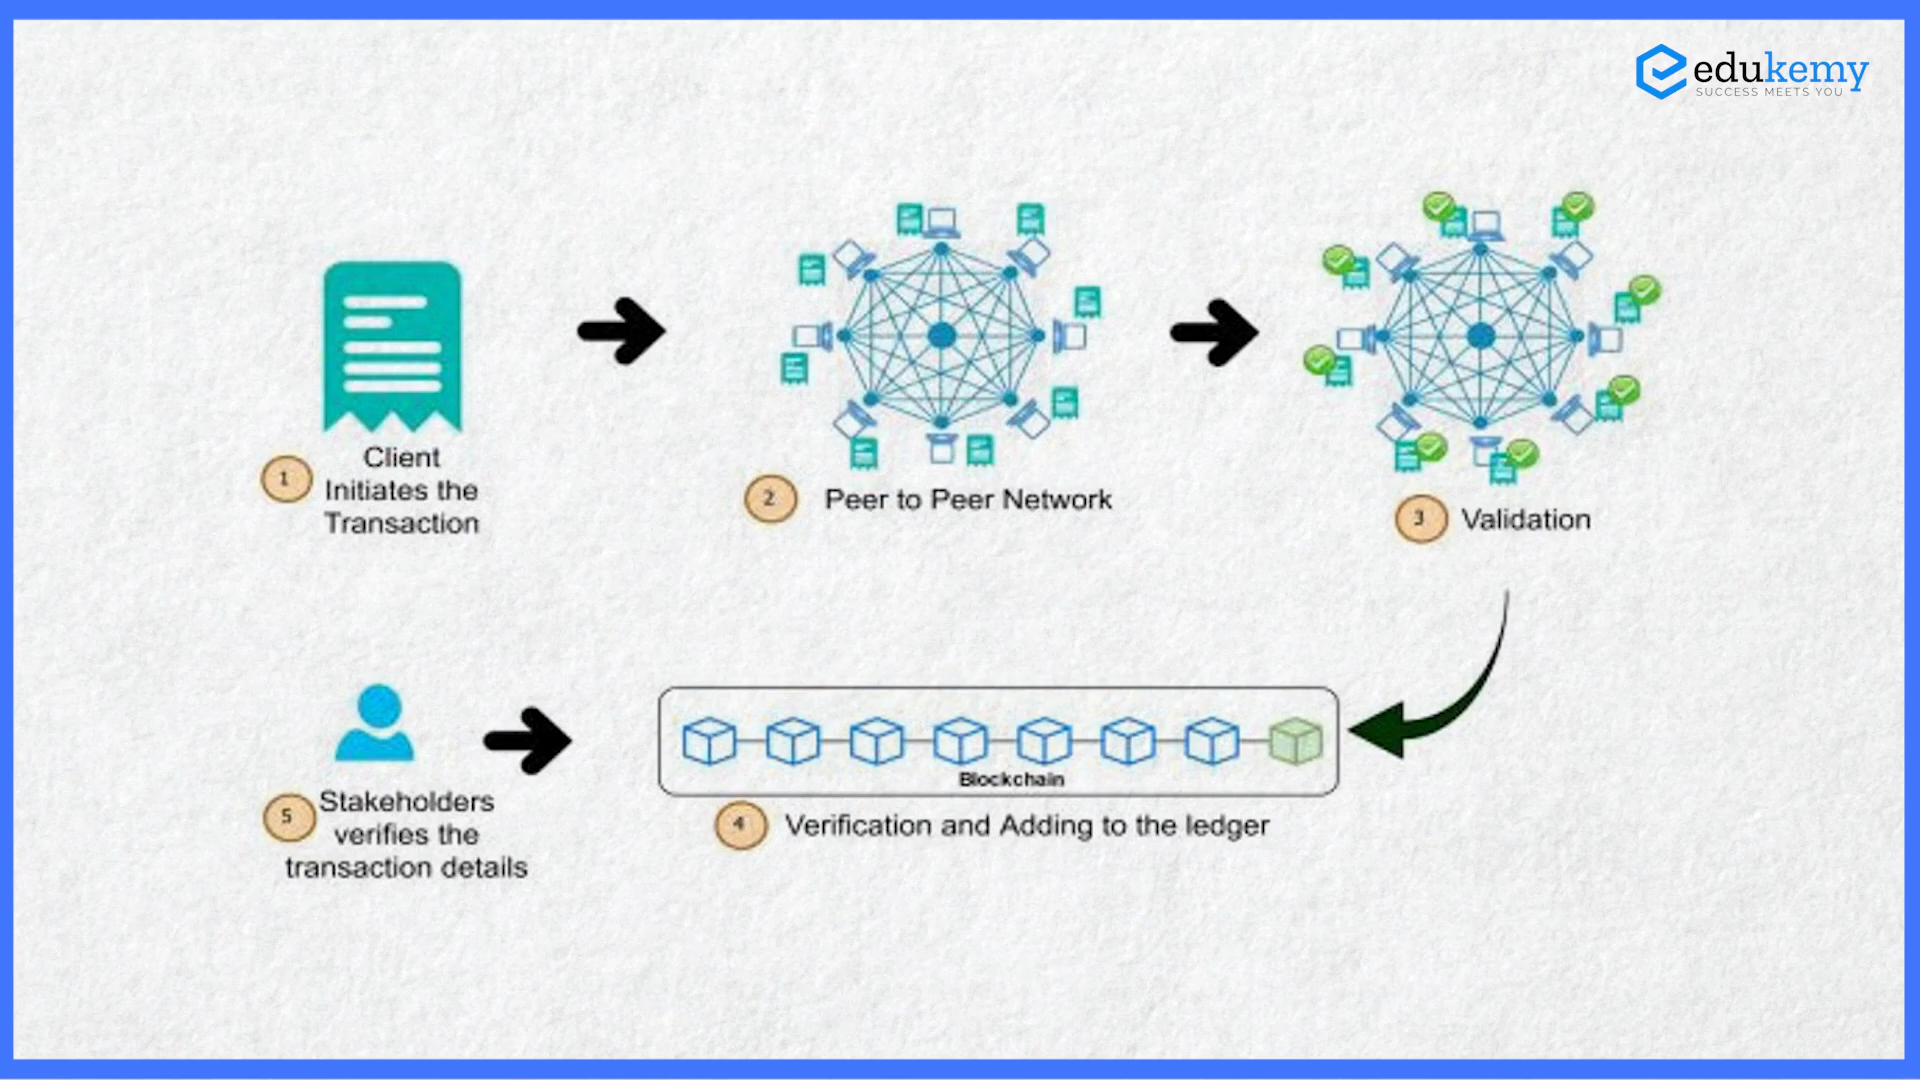 edukemy
SUCCESS MEETS YOU
1
Client
Initiates the
Transaction
2
Peer to Peer Network
3
Validation
Blockchain
4
Verification and Adding to the ledger
5
Stakeholders
verifies the
transaction details